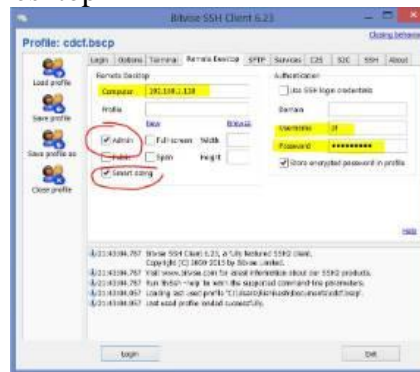 Bitvise SSH Client 6.23
Profile: cdcf.bscp
Closing behavior
Load profile
Save profile
Save profile as
Close profile
Login Options Terminal Remote Desktop SFTP Services C2S S2C SSH About
Remote Desktop
Computer
Profile
New Browse
Admin Full-screen Width
Public Span Height
Smart sizing
Authentication
Use SSH login credentials
Domain
Username
Password
Store encrypted password in profile
Help
Bitvise SSH Client 6.23, a fully featured SSH2 client.
Copyright (C) 2000-2015 by Bitvise Limited.
Visit www.bitvise.com for latest information about our SSH2 products.
Run 'BvSsh -help' to learn the supported command-line parameters.
Login
Exit